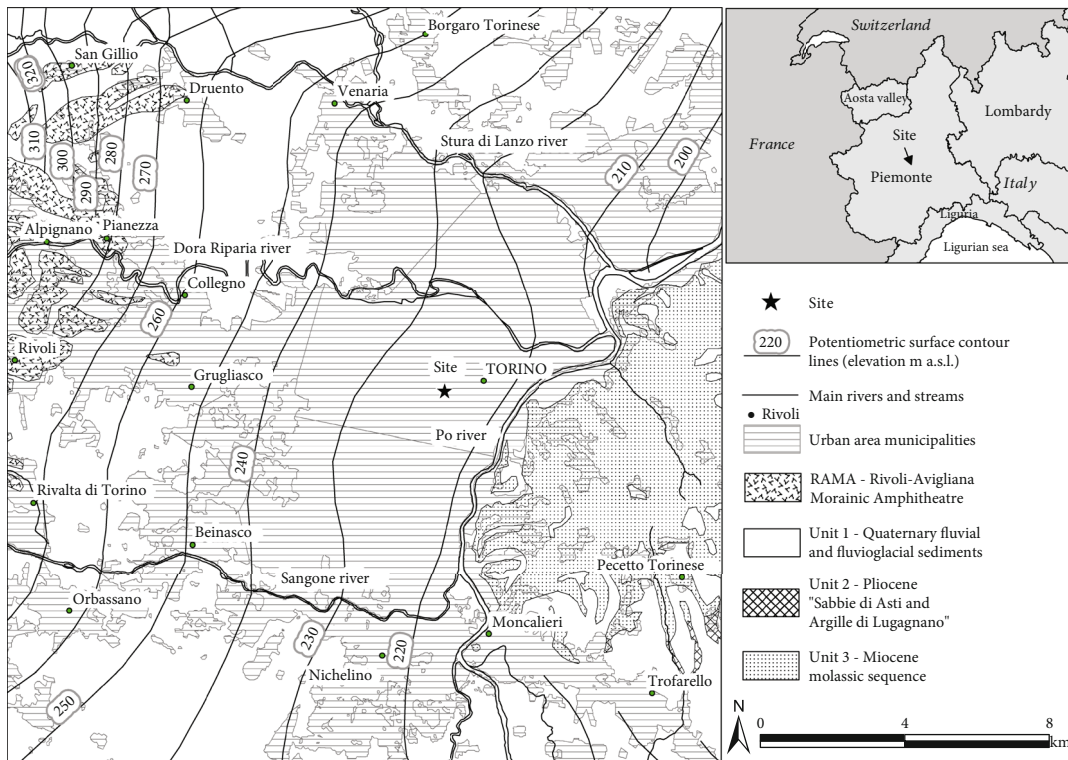 Borgaro Torinese
San Gillio
320
Druento
Venaria
Stura di Lanzo river
310
300
280
270
290
210
200
Alpignano
Pianezza
Dora Riparia river
Collegno
260
Rivoli
Grugliasco
Site
TORINO
Po river
240
Rivalta di Torino
Beinasco
Sangone river
Pecetto Torinese
Orbassano
Moncalieri
230
220
Nichelino
Trofarello
250
Switzerland
Aosta valley
Lombardy
France
Site
Piemonte
Italy
Liguria
Ligurian sea
Site
220
Potentiometric surface contour
lines (elevation m a.s.l.)
Main rivers and streams
Rivoli
Urban area municipalities
RAMA - Rivoli-Avigliana
Morainic Amphitheatre
Unit 1 - Quaternary fluvial
and fluvioglacial sediments
Unit 2 - Pliocene
"Sabbie di Asti and
Argille di Lugagnano"
Unit 3 - Miocene
molassic sequence
N
0 4 8
km